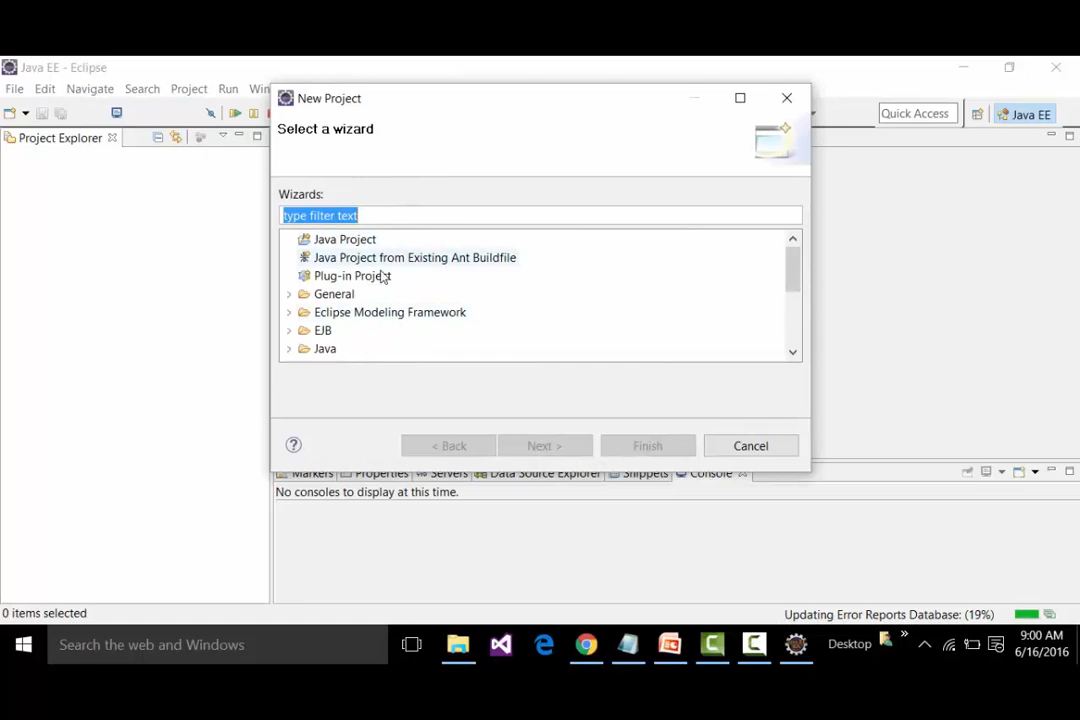 Java EE - Eclipse
File Edit Navigate Search Project Run Win
Quick Access
Java EE
Project Explorer
New Project
Select a wizard
Wizards:
type filter text
Java Project
Java Project from Existing Ant Buildfile
Plug-in Project
General
Eclipse Modeling Framework
EJB
Java
< Back Next > Finish Cancel
Markers Properties Servers Data Source Explorer Snippets Console
No consoles to display at this time.
0 items selected
Updating Error Reports Database: (19%)
Search the web and Windows
Desktop
»
9:00 AM
6/16/2016